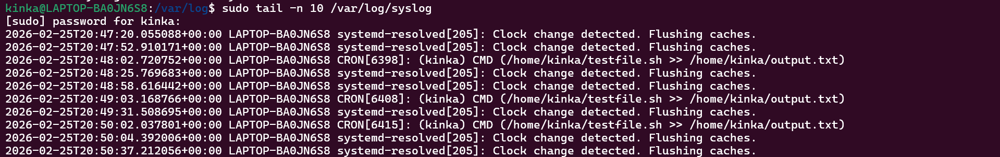 kinka@LAPTOP-BA0JN6S8:/var/log$ sudo tail -n 10 /var/log/syslog
[sudo] password for kinka:
2026-02-25T20:47:20.055088+00:00 LAPTOP-BA0JN6S8 systemd-resolved[205]: Clock change detected. Flushing caches.
2026-02-25T20:47:52.910171+00:00 LAPTOP-BA0JN6S8 systemd-resolved[205]: Clock change detected. Flushing caches.
2026-02-25T20:48:02.720752+00:00 LAPTOP-BA0JN6S8 CRON[6398]: (kinka) CMD (/home/kinka/testfile.sh >> /home/kinka/output.txt)
2026-02-25T20:48:25.769683+00:00 LAPTOP-BA0JN6S8 systemd-resolved[205]: Clock change detected. Flushing caches.
2026-02-25T20:48:58.616442+00:00 LAPTOP-BA0JN6S8 systemd-resolved[205]: Clock change detected. Flushing caches.
2026-02-25T20:49:03.168766+00:00 LAPTOP-BA0JN6S8 CRON[6408]: (kinka) CMD (/home/kinka/testfile.sh >> /home/kinka/output.txt)
2026-02-25T20:49:31.508695+00:00 LAPTOP-BA0JN6S8 systemd-resolved[205]: Clock change detected. Flushing caches.
2026-02-25T20:50:02.037801+00:00 LAPTOP-BA0JN6S8 CRON[6415]: (kinka) CMD (/home/kinka/testfile.sh >> /home/kinka/output.txt)
2026-02-25T20:50:04.392006+00:00 LAPTOP-BA0JN6S8 systemd-resolved[205]: Clock change detected. Flushing caches.
2026-02-25T20:50:37.212056+00:00 LAPTOP-BA0JN6S8 systemd-resolved[205]: Clock change detected. Flushing caches.